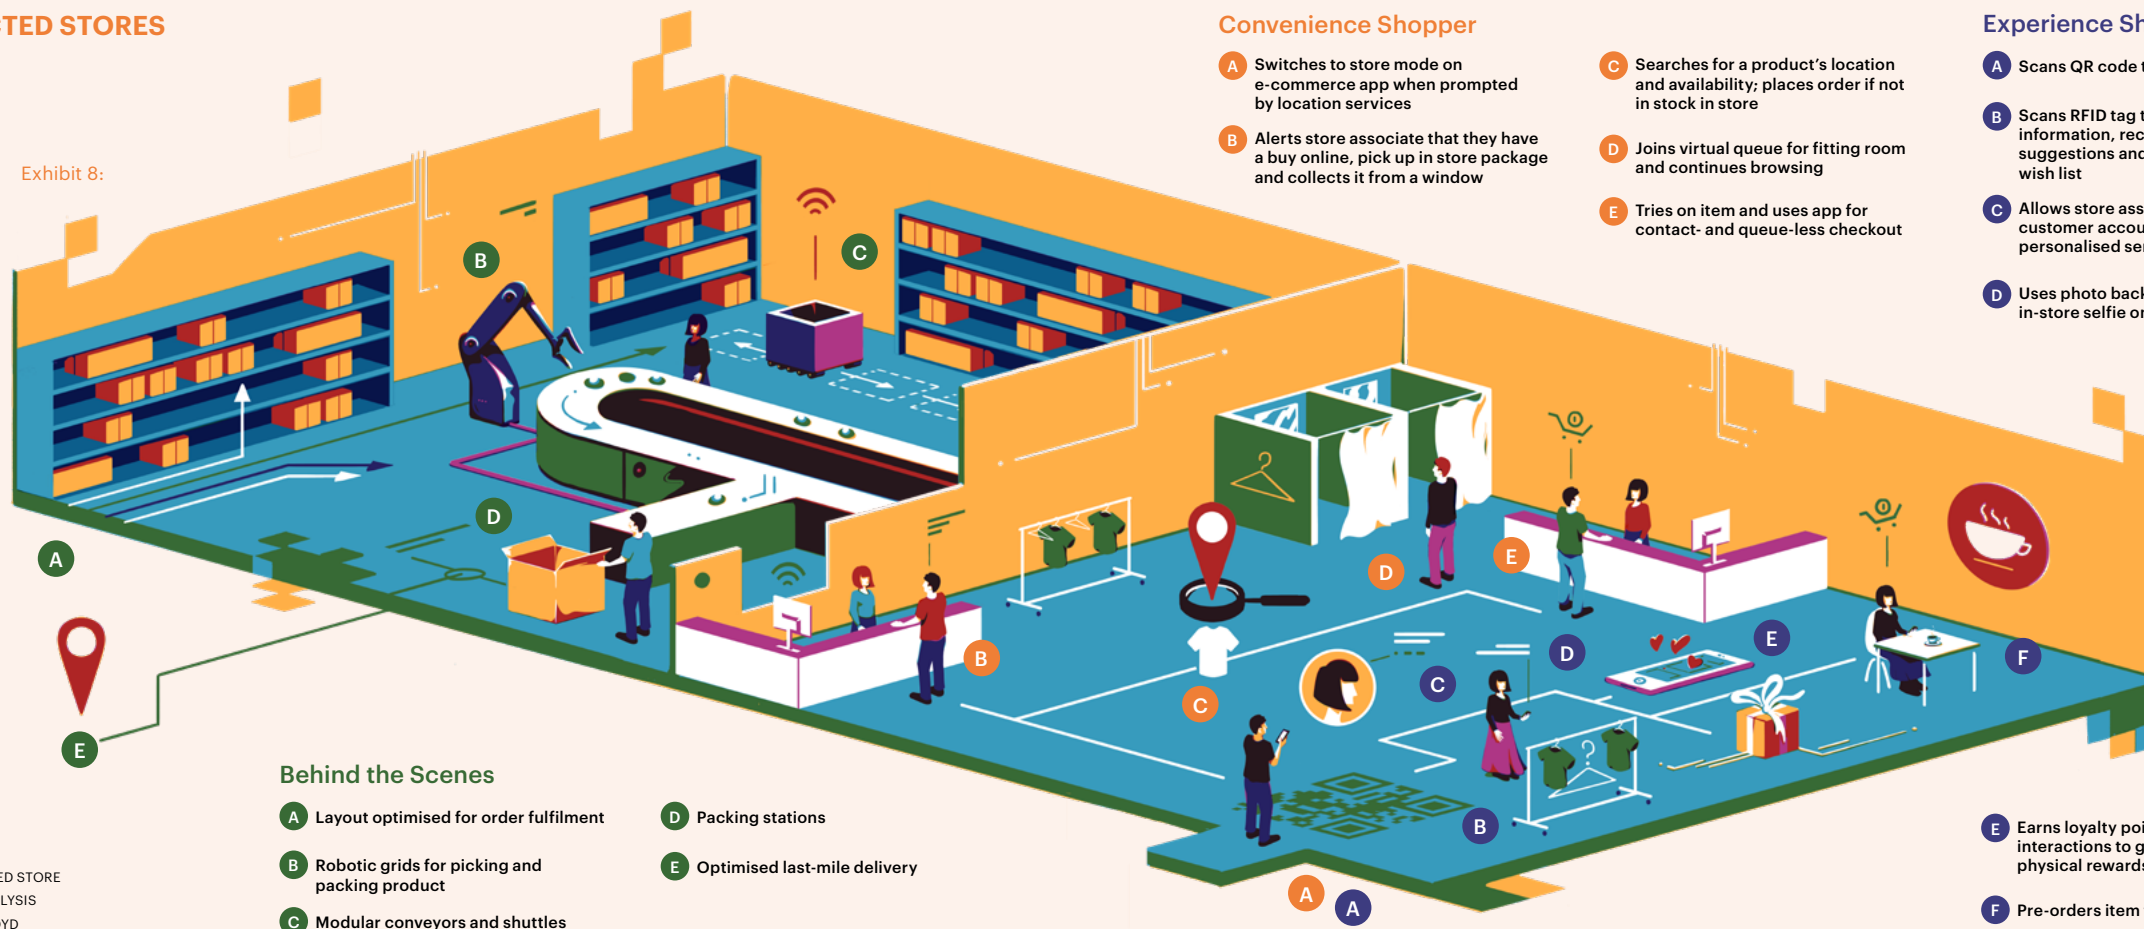 TED STORES
Exhibit 8:
Convenience Shopper
A Switches to store mode on
e-commerce app when prompted
by location services
B Alerts store associate that they have
a buy online, pick up in store package
and collects it from a window
C Searches for a product's location
and availability; places order if not
in stock in store
D Joins virtual queue for fitting room
and continues browsing
E Tries on item and uses app for
contact- and queue-less checkout
Experience Sh
A Scans QR code t
B Scans RFID tag t
information, rec
suggestions and
wish list
C Allows store ass
customer accou
personalised se
D Uses photo back
in-store selfie or
B
C
A
D
E
B
C
D
E
C
D
E
F
B
A
A
Behind the Scenes
A Layout optimised for order fulfilment
B Robotic grids for picking and
packing product
C Modular conveyors and shuttles
D Packing stations
E Optimised last-mile delivery
E Earns loyalty poi
interactions to g
physical rewards
F Pre-orders item
ED STORE
LYSIS
OYD